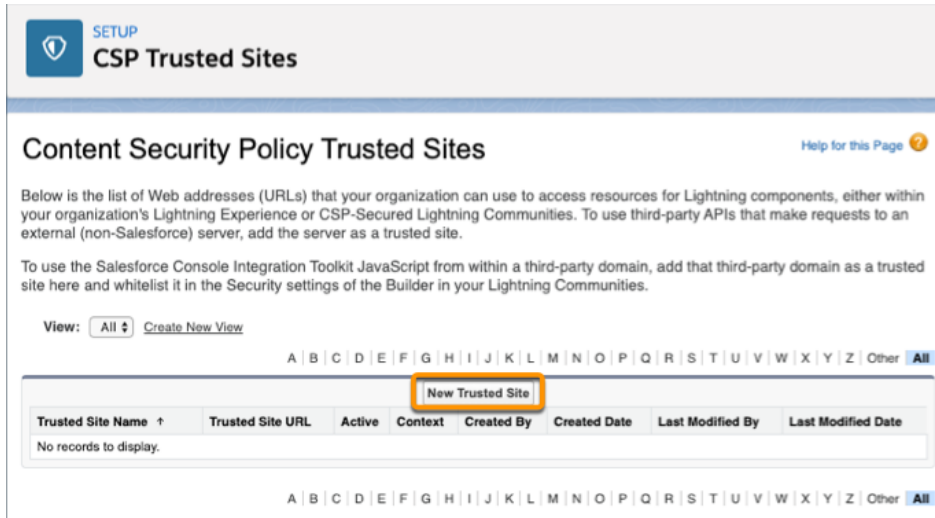 SETUP
CSP Trusted Sites
Content Security Policy Trusted Sites
Help for this Page ?
Below is the list of Web addresses (URLs) that your organization can use to access resources for Lightning components, either within
your organization's Lightning Experience or CSP-Secured Lightning Communities. To use third-party APIs that make requests to an
external (non-Salesforce) server, add the server as a trusted site.
To use the Salesforce Console Integration Toolkit JavaScript from within a third-party domain, add that third-party domain as a trusted
site here and whitelist it in the Security settings of the Builder in your Lightning Communities.
View: All Create New View
A | B | C | D | E | F | G | H | I | J | K | L | M | N | O | P | Q | R | S | T | U | V | W | X | Y | Z | Other All
New Trusted Site
Trusted Site Name ↑ Trusted Site URL Active Context Created By Created Date Last Modified By Last Modified Date
No records to display.
A | B | C | D | E | F | G | H | I | J | K | L | M | N | O | P | Q | R | S | T | U | V | W | X | Y | Z | Other All